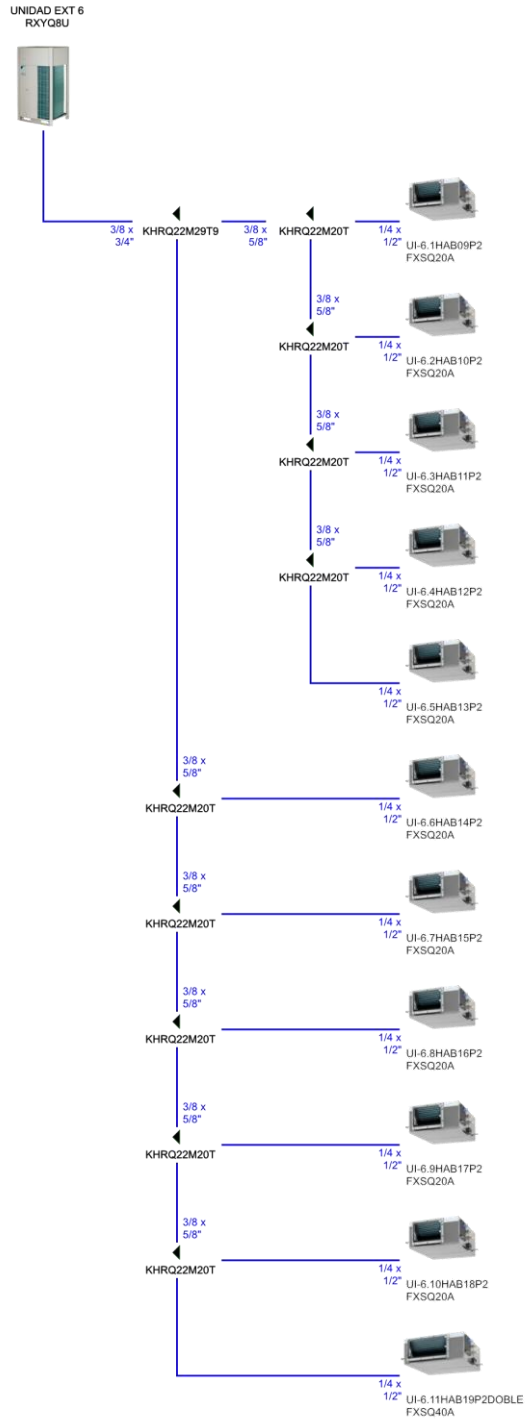 UNIDAD EXT 6
RXYQ8U
3/8 x
3/4"
KHRQ22M29T9
3/8 x
5/8"
KHRQ22M20T
1/4 x
1/2"
UI-6.1HAB09P2
FXSQ20A
3/8 x
5/8"
KHRQ22M20T
1/4 x
1/2"
UI-6.2HAB10P2
FXSQ20A
3/8 x
5/8"
KHRQ22M20T
1/4 x
1/2"
UI-6.3HAB11P2
FXSQ20A
3/8 x
5/8"
KHRQ22M20T
1/4 x
1/2"
UI-6.4HAB12P2
FXSQ20A
1/4 x
1/2"
UI-6.5HAB13P2
FXSQ20A
3/8 x
5/8"
KHRQ22M20T
1/4 x
1/2"
UI-6.6HAB14P2
FXSQ20A
3/8 x
5/8"
KHRQ22M20T
1/4 x
1/2"
UI-6.7HAB15P2
FXSQ20A
3/8 x
5/8"
KHRQ22M20T
1/4 x
1/2"
UI-6.8HAB16P2
FXSQ20A
3/8 x
5/8"
KHRQ22M20T
1/4 x
1/2"
UI-6.9HAB17P2
FXSQ20A
3/8 x
5/8"
KHRQ22M20T
1/4 x
1/2"
UI-6.10HAB18P2
FXSQ20A
1/4 x
1/2"
UI-6.11HAB19P2DOBLE
FXSQ40A